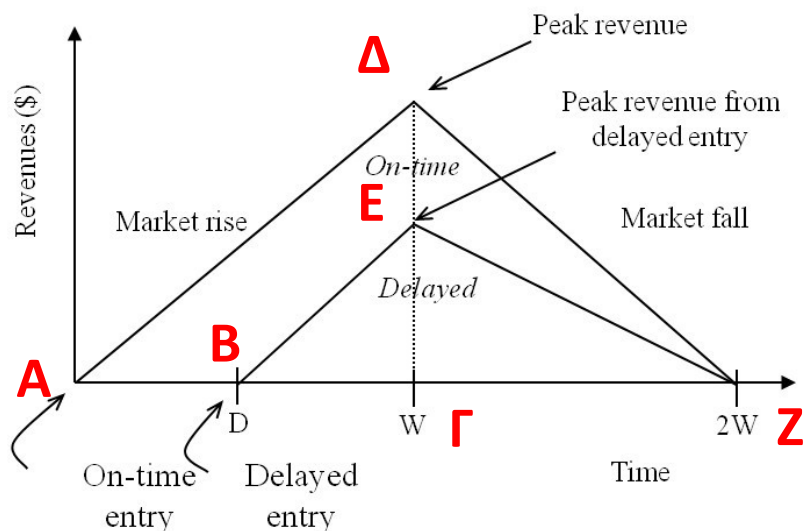 Peak revenue
Δ
Peak revenue from
delayed entry
Revenues ($)
On-time
Ε
Market rise
Market fall
Delayed
Β
Α
D
W
Γ
2W
Ζ
On-time
entry
Delayed
entry
Time